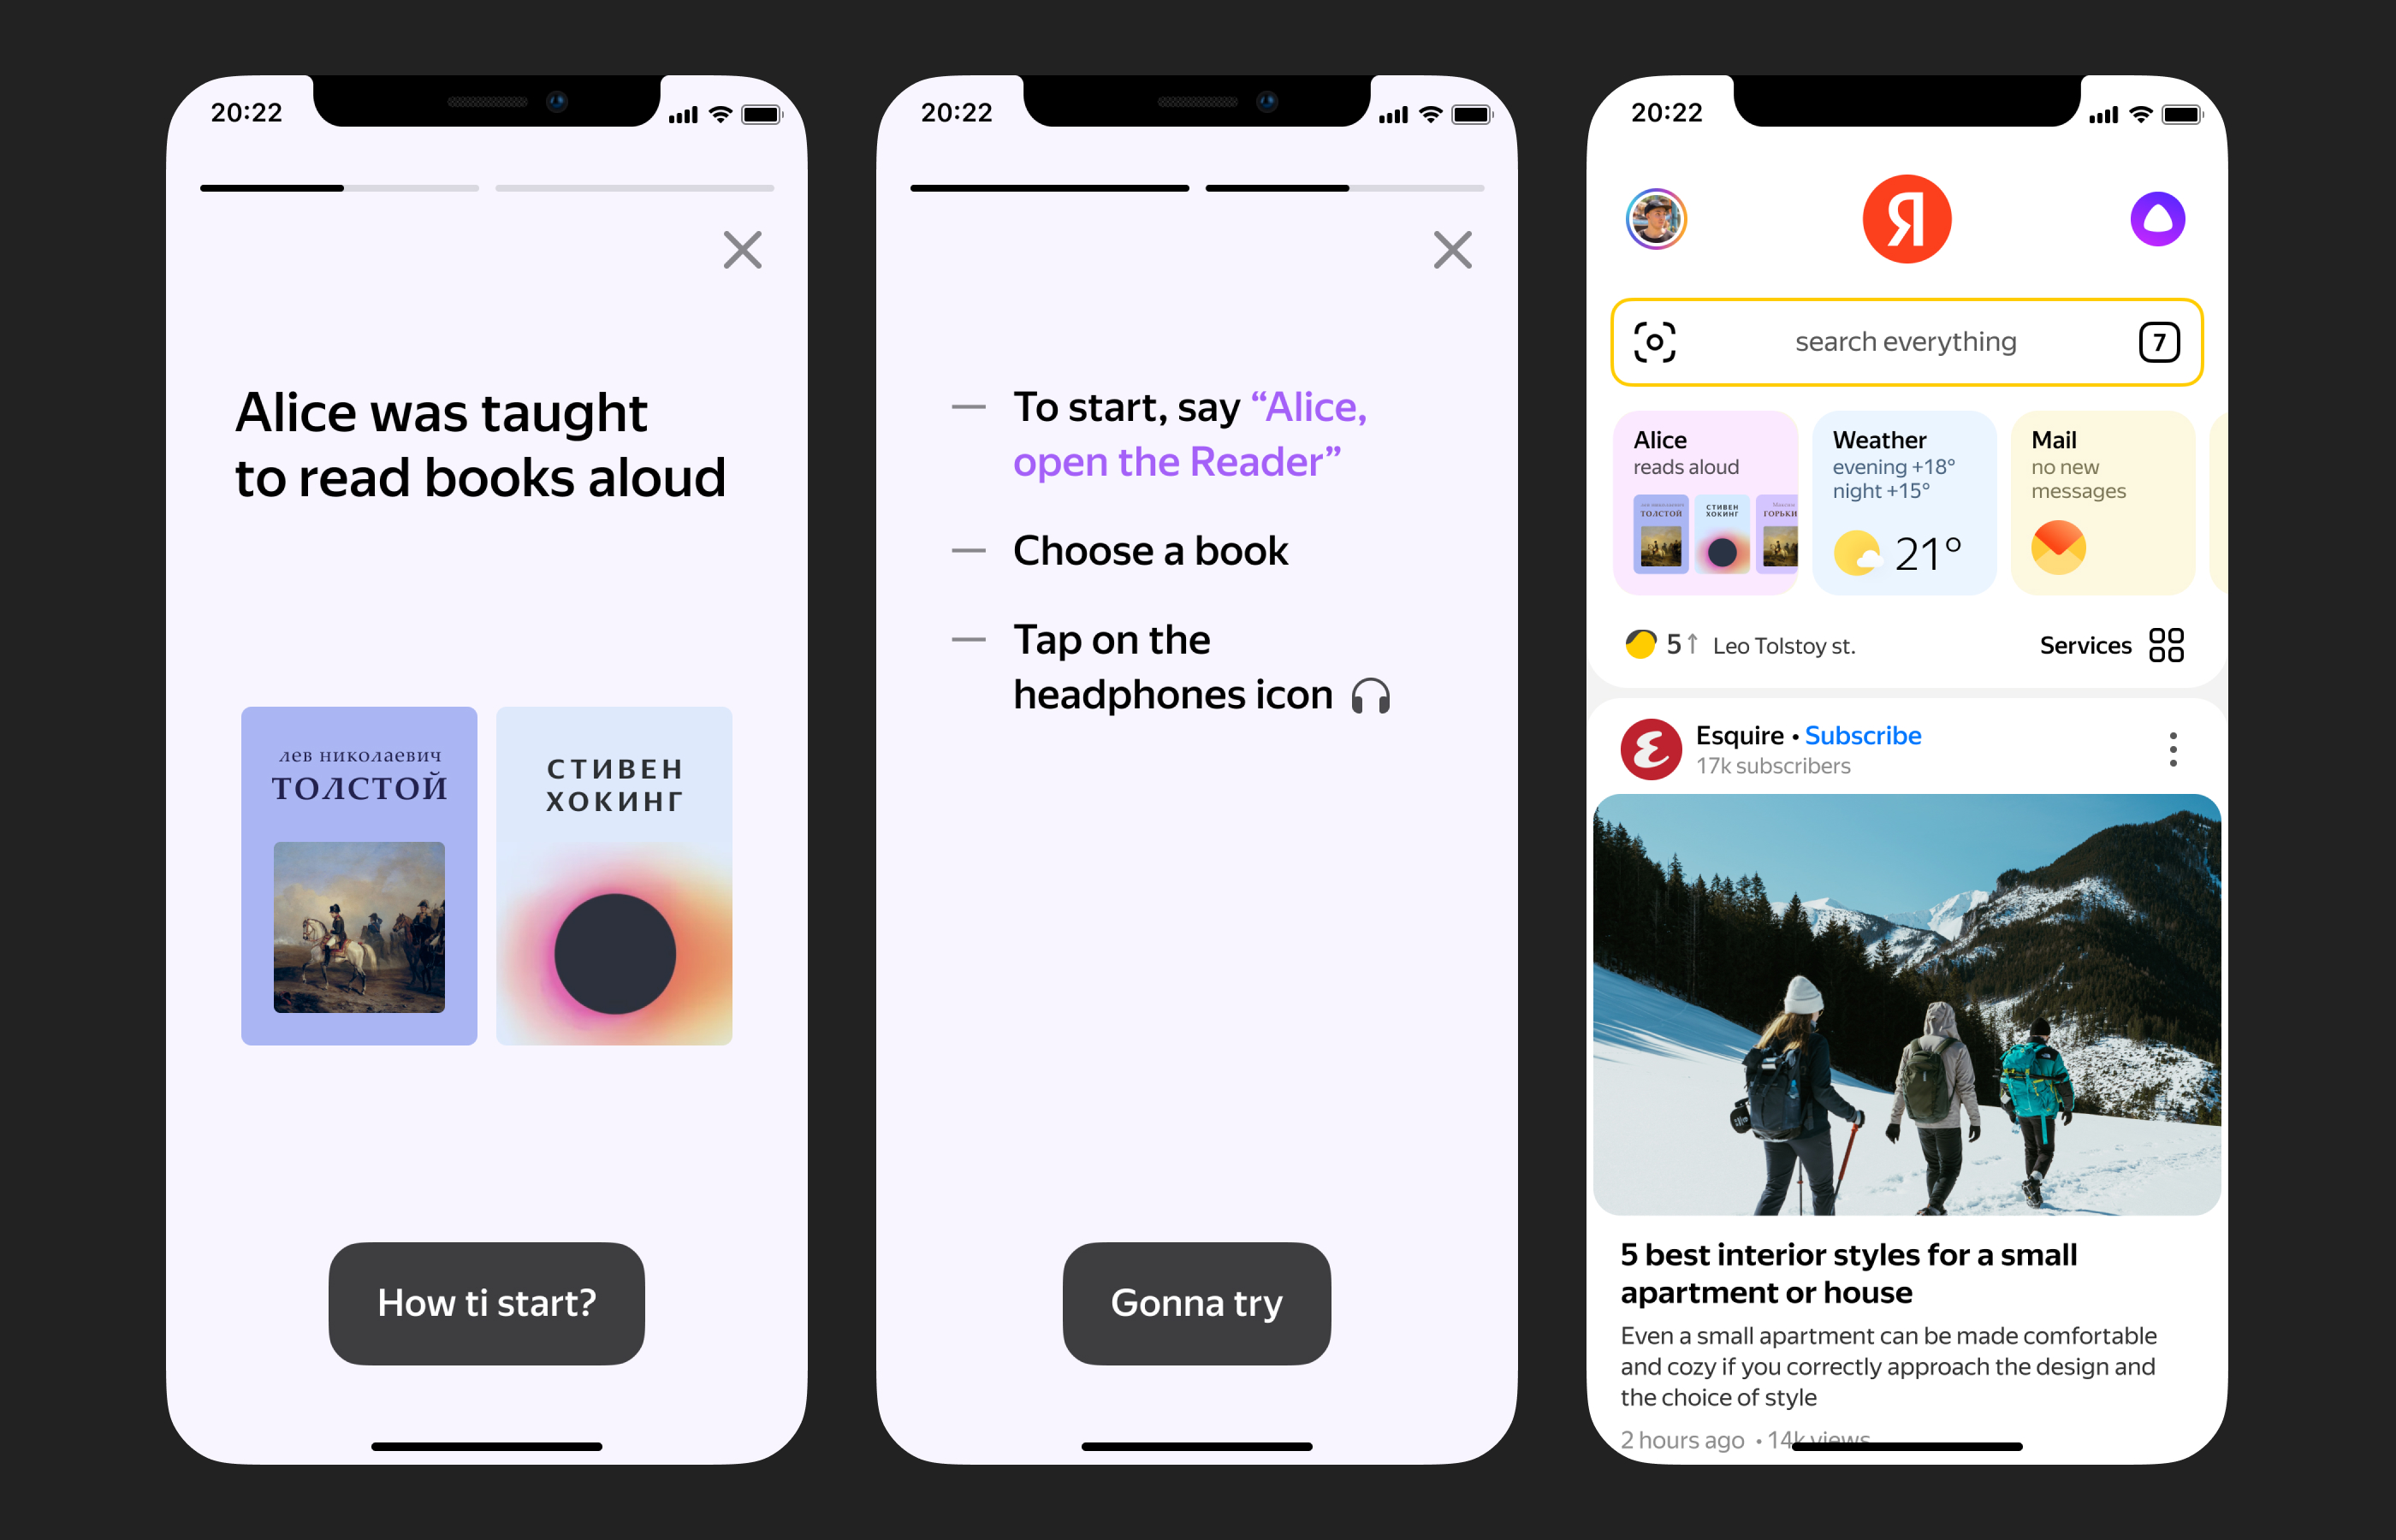 20:22
Alice was taught
to read books aloud
лев николаевич
ТОЛСТОЙ
СТИВЕН
ХОКИНГ
How ti start?
20:22
To start, say “Alice,
open the Reader”
Choose a book
Tap on the
headphones icon
Gonna try
20:22
Я
search everything
7
Alice
reads aloud
ТОЛСТОЙ
СТИВЕН
ХОКИНГ
ГОРЬКИ
Weather
evening +18°
night +15°
21°
Mail
no new
messages
5↑ Leo Tolstoy st.
Services
E
Esquire • Subscribe
17k subscribers
5 best interior styles for a small
apartment or house
Even a small apartment can be made comfortable
and cozy if you correctly approach the design and
the choice of style
2 hours ago • 14k views